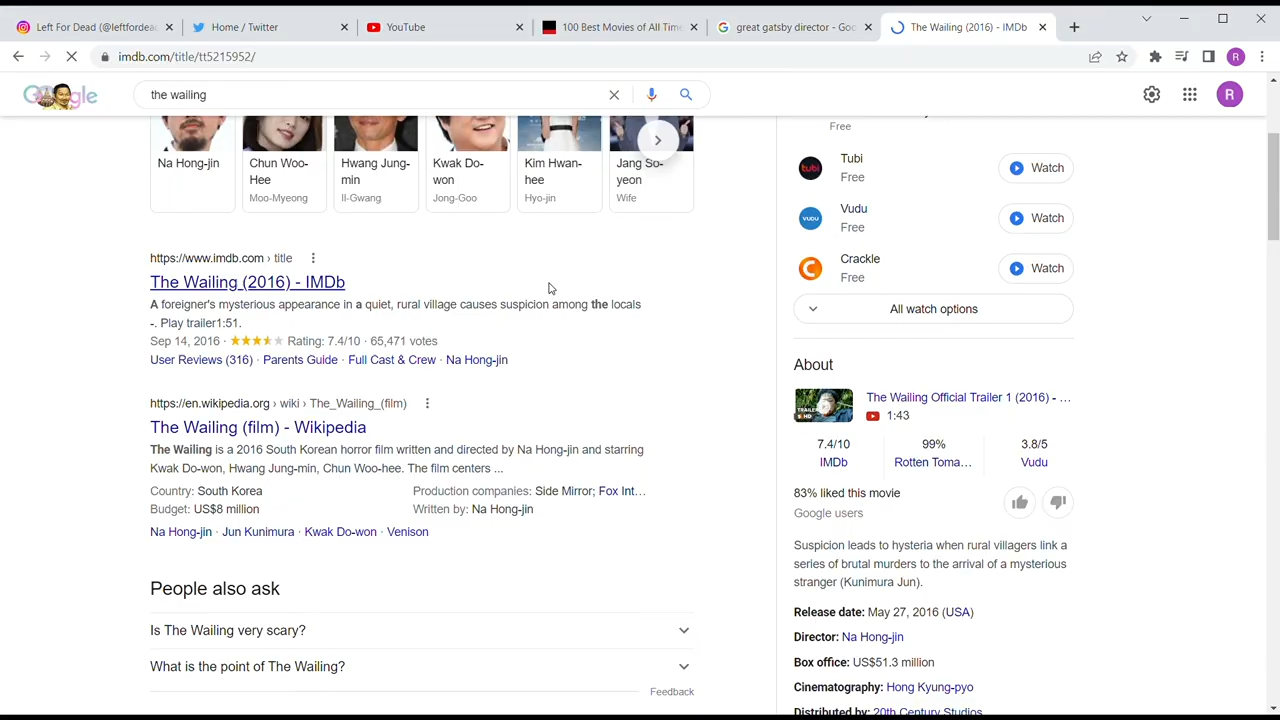 Left For Dead (@leftfordea
Home / Twitter
YouTube
100 Best Movies of All Time
great gatsby director - Goo
The Wailing (2016) - IMDb
imdb.com/title/tt5215952/
R
the wailing
R
Na Hong-jin
Chun Woo-Hee
Moo-Myeong
Hwang Jung-min
Il-Gwang
Kwak Do-won
Jong-Goo
Kim Hwan-hee
Hyo-jin
Jang So-yeon
Wife
https://www.imdb.com › title
The Wailing (2016) - IMDb
A foreigner's mysterious appearance in a quiet, rural village causes suspicion among the locals
-. Play trailer1:51.
Sep 14, 2016 · Rating: 7.4/10 · 65,471 votes
User Reviews (316) · Parents Guide · Full Cast & Crew · Na Hong-jin
https://en.wikipedia.org › wiki › The_Wailing_(film)
The Wailing (film) - Wikipedia
The Wailing is a 2016 South Korean horror film written and directed by Na Hong-jin and starring
Kwak Do-won, Hwang Jung-min, Chun Woo-hee. The film centers ...
Country: South Korea
Production companies: Side Mirror; Fox Int…
Budget: US$8 million
Written by: Na Hong-jin
Na Hong-jin · Jun Kunimura · Kwak Do-won · Venison
People also ask
Is The Wailing very scary?
What is the point of The Wailing?
Feedback
Free
tubi
Tubi
Free
Watch
VUDU
Vudu
Free
Watch
Crackle
Free
Watch
All watch options
About
The Wailing Official Trailer 1 (2016) - ...
1:43
7.4/10
IMDb
99%
Rotten Toma…
3.8/5
Vudu
83% liked this movie
Google users
Suspicion leads to hysteria when rural villagers link a
series of brutal murders to the arrival of a mysterious
stranger (Kunimura Jun).
Release date: May 27, 2016 (USA)
Director: Na Hong-jin
Box office: US$51.3 million
Cinematography: Hong Kyung-pyo
Distributed by: 20th Century Studios